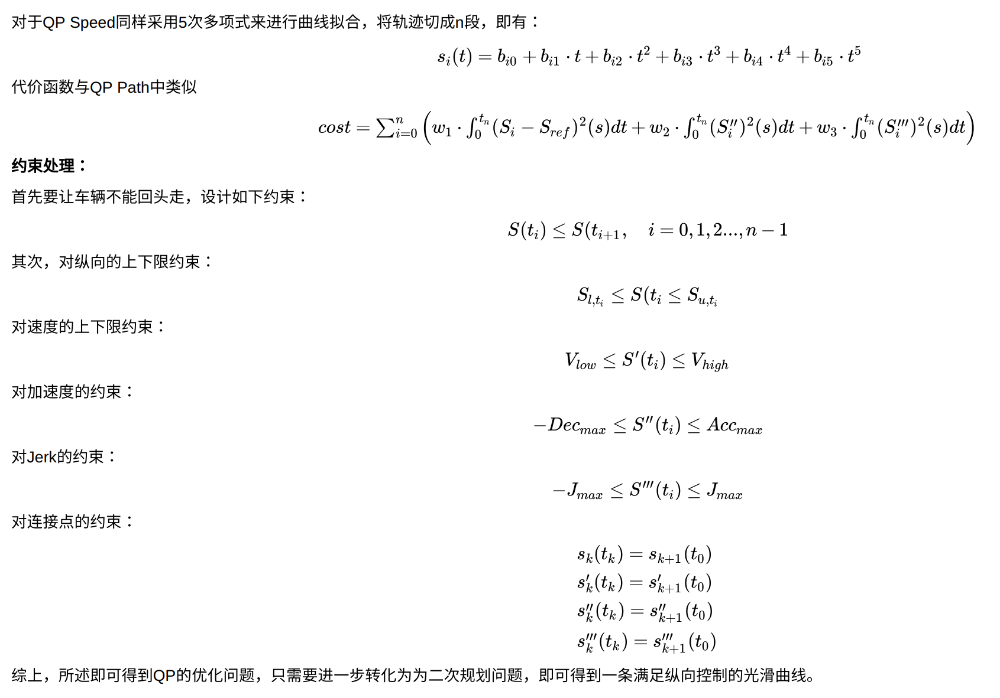 对于QP Speed同样采用5次多项式来进行曲线拟合，将轨迹切成n段，即有：
$s_i(t) = b_{i0} + b_{i1} \cdot t + b_{i2} \cdot t^2 + b_{i3} \cdot t^3 + b_{i4} \cdot t^4 + b_{i5} \cdot t^5$
代价函数与QP Path中类似
$cost = \sum_{i=0}^{n} \left( w_1 \cdot \int_0^{t_n} (S_i - S_{ref})^2(s)dt + w_2 \cdot \int_0^{t_n} (S_i'')^2(s)dt + w_3 \cdot \int_0^{t_n} (S_i''')^2(s)dt \right)$
约束处理：
首先要让车辆不能回头走，设计如下约束：
$S(t_i) \leq S(t_{i+1}, \quad i = 0, 1, 2..., n-1$
其次，对纵向的上下限约束：
$S_{l,t_i} \leq S(t_i \leq S_{u,t_i}$
对速度的上下限约束：
$V_{low} \leq S'(t_i) \leq V_{high}$
对加速度的约束：
$-Dec_{max} \leq S''(t_i) \leq Acc_{max}$
对Jerk的约束：
$-J_{max} \leq S'''(t_i) \leq J_{max}$
对连接点的约束：
$s_k(t_k) = s_{k+1}(t_0)$
$s_k'(t_k) = s_{k+1}'(t_0)$
$s_k''(t_k) = s_{k+1}''(t_0)$
$s_k'''(t_k) = s_{k+1}'''(t_0)$
综上，所述即可得到QP的优化问题，只需要进一步转化为为二次规划问题，即可得到一条满足纵向控制的光滑曲线。